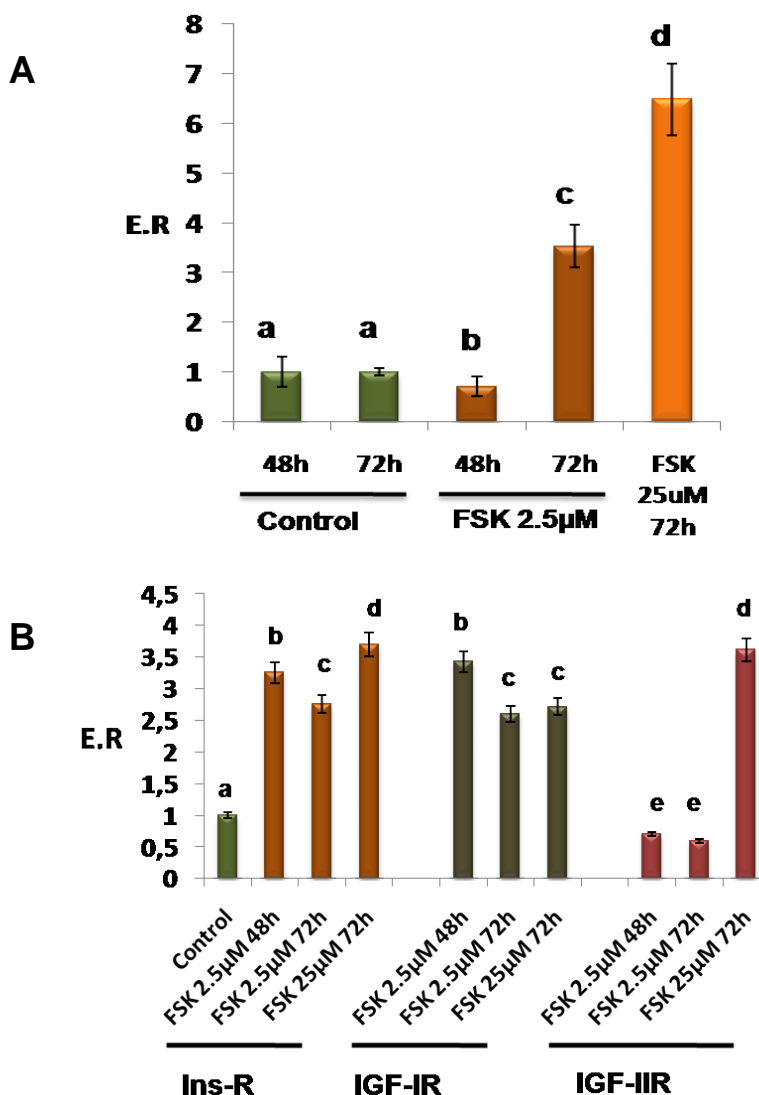 A
8
7
6
5
E.R 4
3
2
1
0
a a b c d
48h 72h 48h 72h FSK
25uM
72h
Control FSK 2.5µM
B
4,5
4
3,5
3
2,5
E.R 2
1,5
1
0,5
0
a b c d b c c e e d
Control FSK 2.5µM 48h FSK 2.5µM 72h FSK 25µM 72h FSK 2.5µM 48h FSK 2.5µM 72h FSK 25µM 72h FSK 2.5µM 48h FSK 2.5µM 72h FSK 25µM 72h
Ins-R IGF-IR IGF-IIR